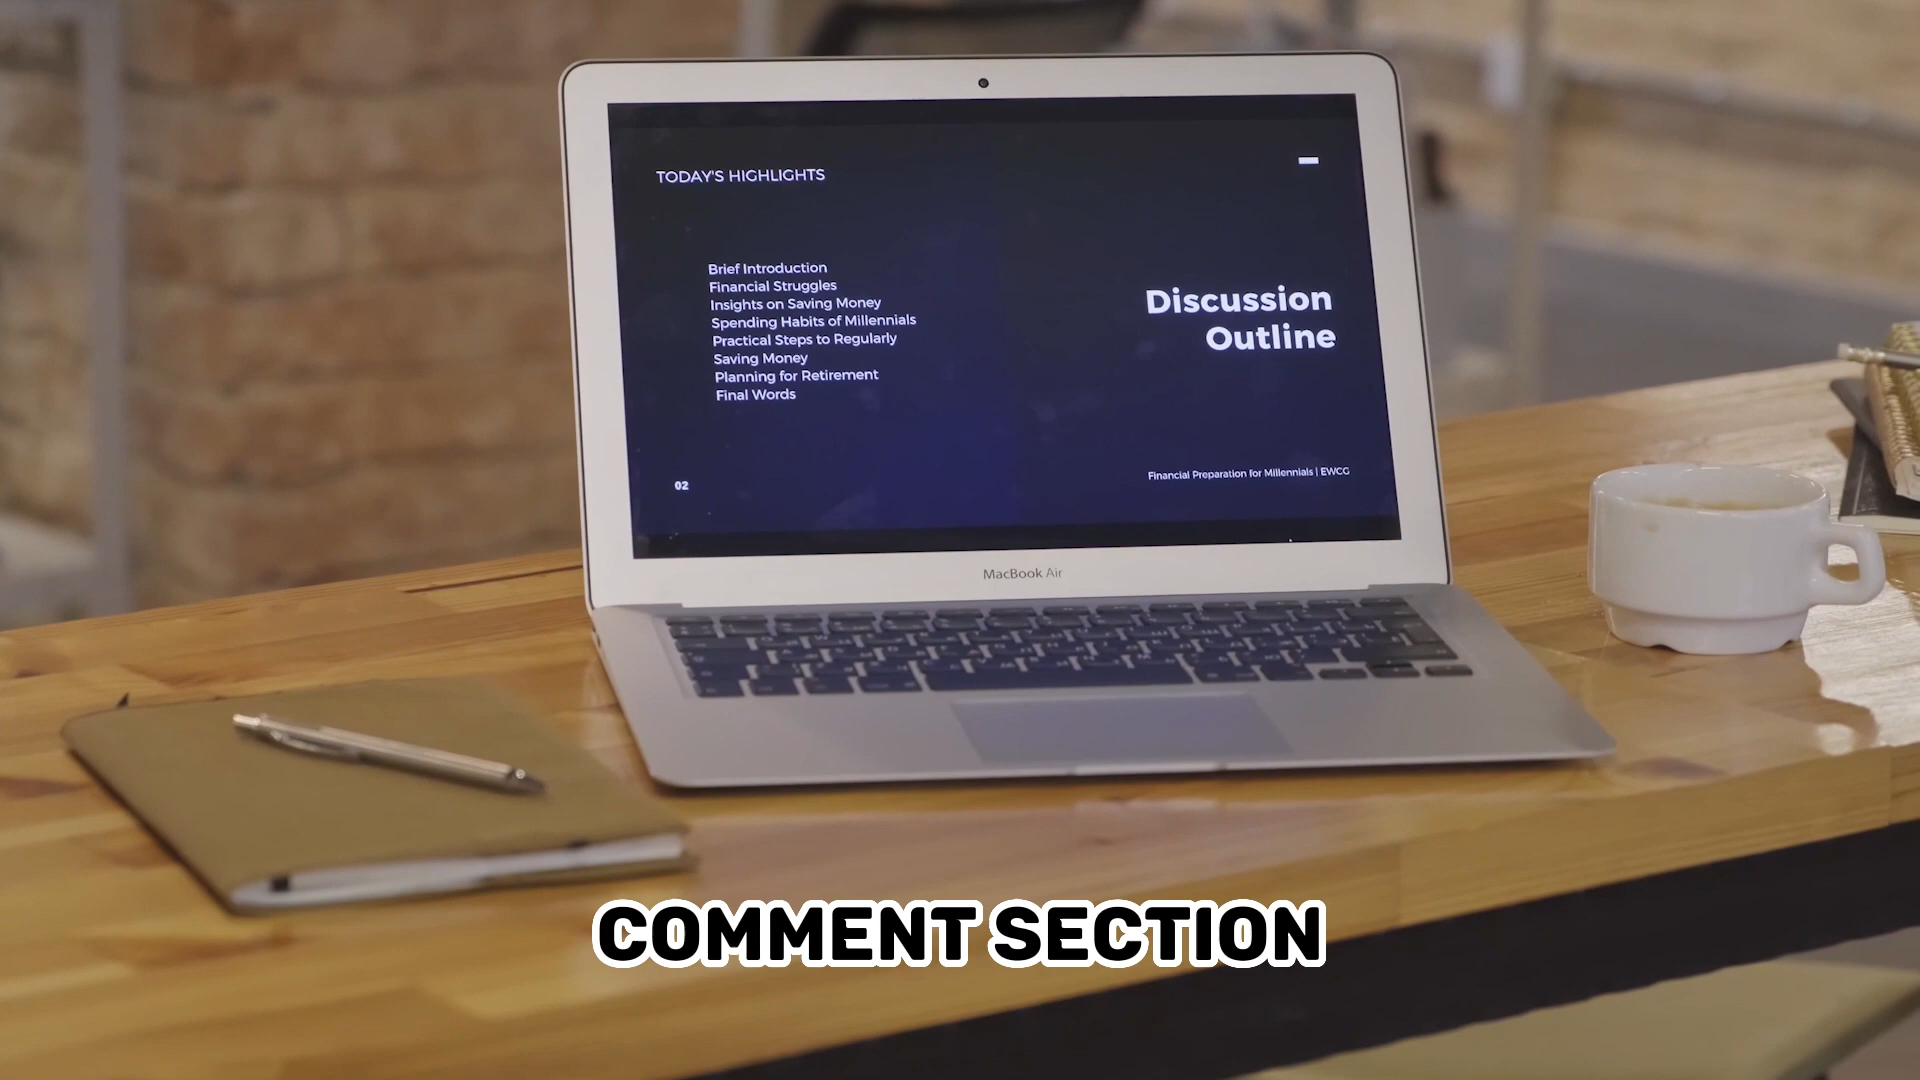 TODAY'S HIGHLIGHTS
Brief Introduction
Financial Struggles
Insights on Saving Money
Spending Habits of Millennials
Practical Steps to Regularly
Saving Money
Planning for Retirement
Final Words
02
Discussion
Outline
Financial Preparation for Millennials | EWCG
MacBook Air
COMMENT SECTION